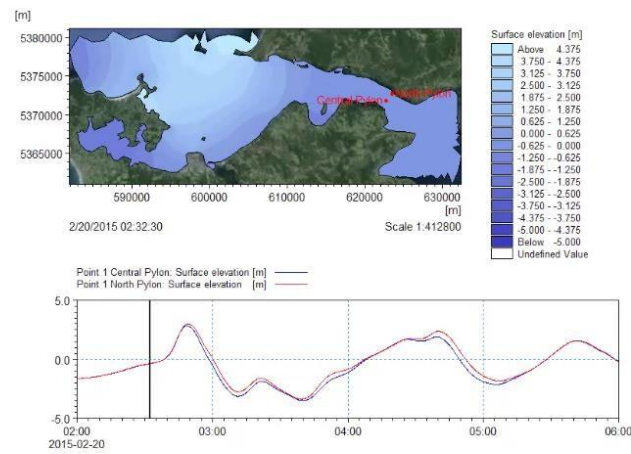 [m]
5380000
5375000
5370000
5365000
590000
600000
610000
620000
630000
[m]
Central Pylon
North Pylon
2/20/2015 02:32:30
Scale 1:412800
Surface elevation [m]
Above 4.375
3.750 - 4.375
3.125 - 3.750
2.500 - 3.125
1.875 - 2.500
1.250 - 1.875
0.625 - 1.250
0.000 - 0.625
-0.625 - 0.000
-1.250 - -0.625
-1.875 - -1.250
-2.500 - -1.875
-3.125 - -2.500
-3.750 - -3.125
-4.375 - -3.750
-5.000 - -4.375
Below -5.000
Undefined Value
Point 1 Central Pylon: Surface elevation [m]
Point 1 North Pylon: Surface elevation [m]
5.0
0.0
-5.0
02:00
03:00
04:00
05:00
06:00
2015-02-20